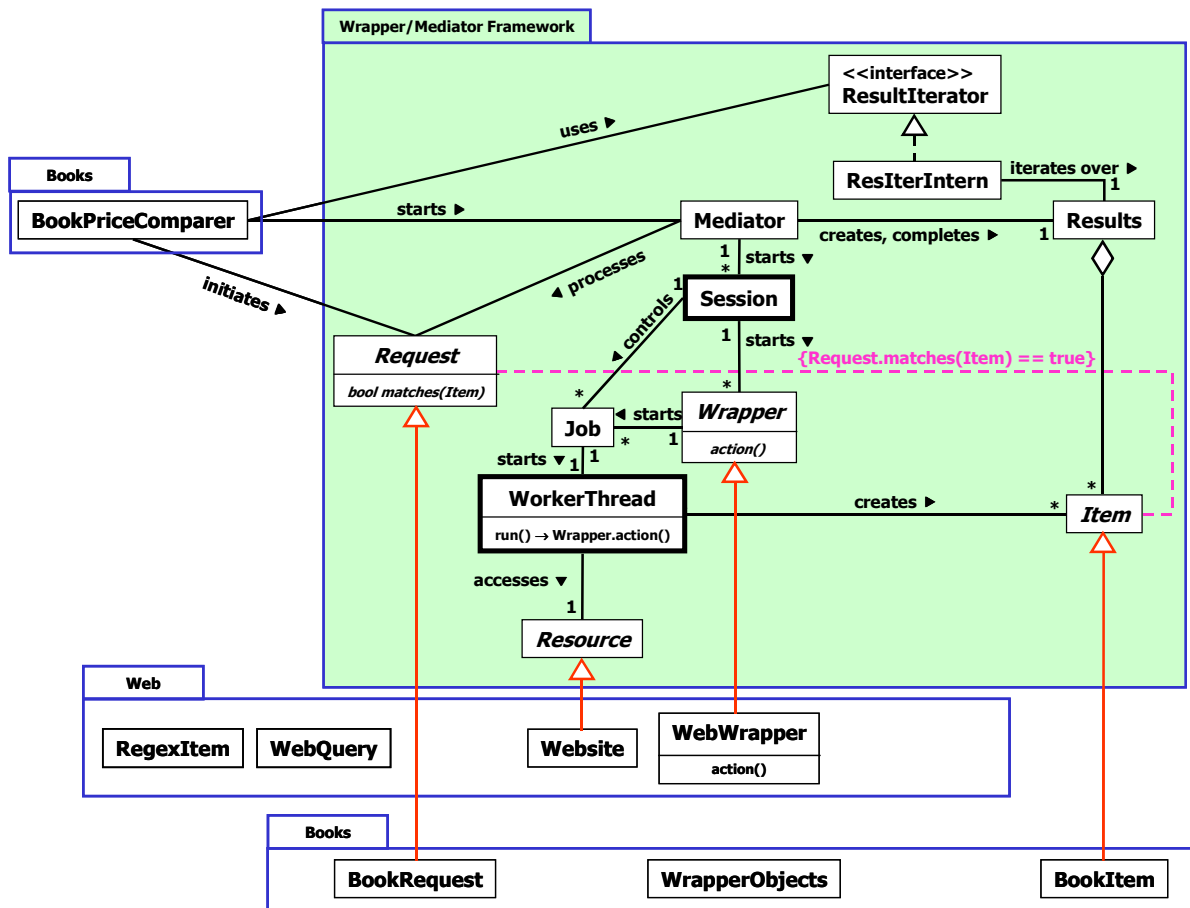 Wrapper/Mediator Framework
<<interface>>
ResultIterator
uses ▶
Books
BookPriceComparer
ResIterIntern
iterates over ▶
1
starts ▶
Mediator
creates, completes ▶
1
Results
initiates ▶
◀ processes
1
starts ▼
*
1
Session
◀ controls
1
starts ▼
{Request.matches(Item) == true}
Request
bool matches(Item)
*
*
Job
◀ starts
*
1
Wrapper
action()
starts ▼
1
1
WorkerThread
run() → Wrapper.action()
creates ▶
*
*
Item
accesses ▼
1
Resource
Web
RegexItem
WebQuery
Website
WebWrapper
action()
Books
BookRequest
WrapperObjects
BookItem